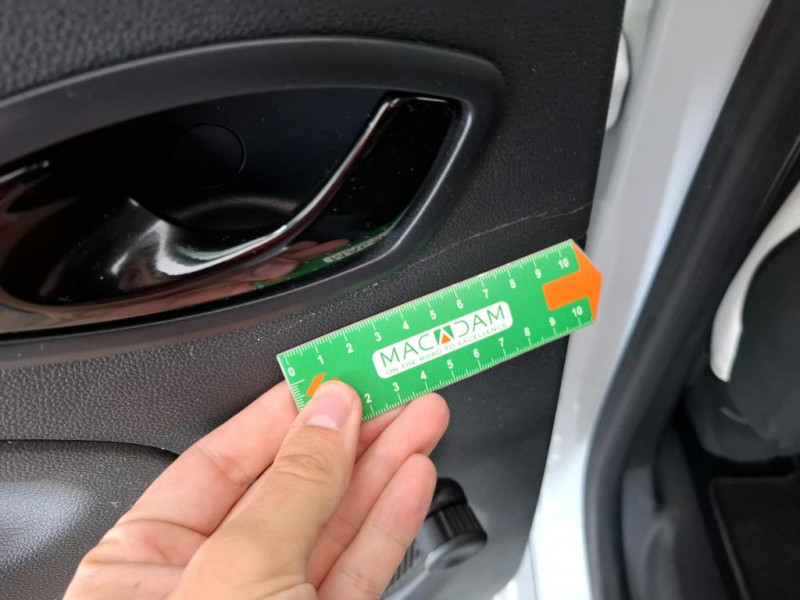 0 1 2 3 4 5 6 7 8 9 10
MACADAM
ON THE ROAD TO EXCELLENCE
2 3 4 5 6 7 8 9 10